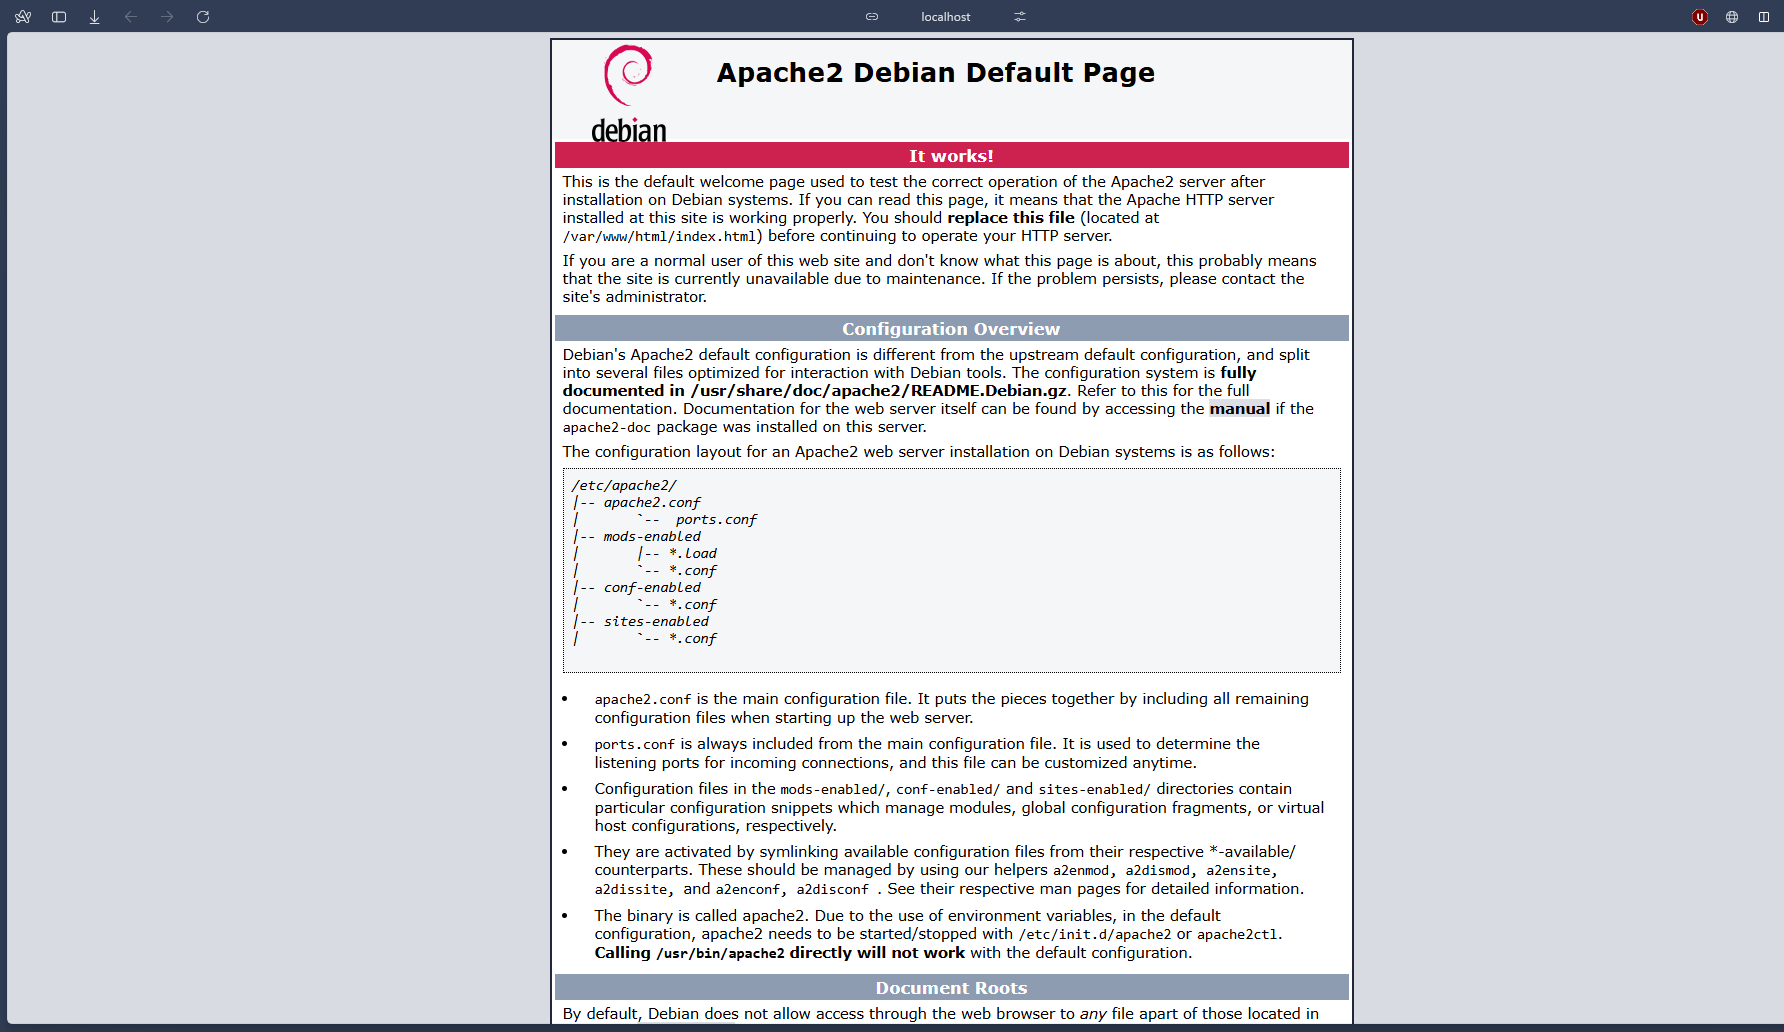 localhost
U
debian
Apache2 Debian Default Page
It works!
This is the default welcome page used to test the correct operation of the Apache2 server after
installation on Debian systems. If you can read this page, it means that the Apache HTTP server
installed at this site is working properly. You should replace this file (located at
/var/www/html/index.html) before continuing to operate your HTTP server.
If you are a normal user of this web site and don't know what this page is about, this probably means
that the site is currently unavailable due to maintenance. If the problem persists, please contact the
site's administrator.
Configuration Overview
Debian's Apache2 default configuration is different from the upstream default configuration, and split
into several files optimized for interaction with Debian tools. The configuration system is fully
documented in /usr/share/doc/apache2/README.Debian.gz. Refer to this for the full
documentation. Documentation for the web server itself can be found by accessing the manual if the
apache2-doc package was installed on this server.
The configuration layout for an Apache2 web server installation on Debian systems is as follows:
/etc/apache2/
|-- apache2.conf
|       `--  ports.conf
|-- mods-enabled
|       |-- *.load
|       `-- *.conf
|-- conf-enabled
|       `-- *.conf
|-- sites-enabled
|       `-- *.conf
• apache2.conf is the main configuration file. It puts the pieces together by including all remaining
configuration files when starting up the web server.
• ports.conf is always included from the main configuration file. It is used to determine the
listening ports for incoming connections, and this file can be customized anytime.
• Configuration files in the mods-enabled/, conf-enabled/ and sites-enabled/ directories contain
particular configuration snippets which manage modules, global configuration fragments, or virtual
host configurations, respectively.
• They are activated by symlinking available configuration files from their respective *-available/
counterparts. These should be managed by using our helpers a2enmod, a2dismod, a2ensite,
a2dissite, and a2enconf, a2disconf . See their respective man pages for detailed information.
• The binary is called apache2. Due to the use of environment variables, in the default
configuration, apache2 needs to be started/stopped with /etc/init.d/apache2 or apache2ctl.
Calling /usr/bin/apache2 directly will not work with the default configuration.
Document Roots
By default, Debian does not allow access through the web browser to any file apart of those located in